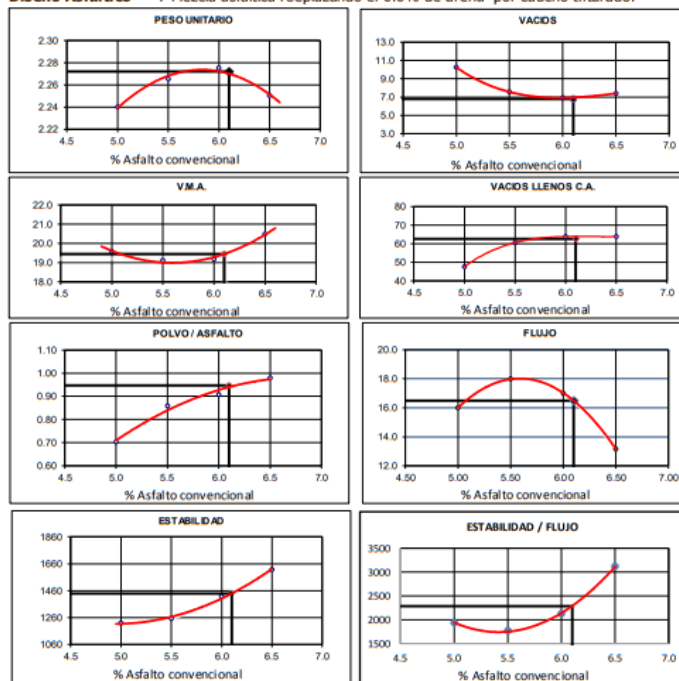 Diseño Asfáltico
PESO UNITARIO
2.30
2.28
2.26
2.24
2.22
4.5 5.0 5.5 6.0 6.5 7.0
% Asfalto convencional
VACIOS
13.0
11.0
9.0
7.0
5.0
3.0
4.5 5.0 5.5 6.0 6.5 7.0
% Asfalto convencional
V.M.A.
22.0
21.0
20.0
19.0
18.0
4.5 5.0 5.5 6.0 6.5 7.0
% Asfalto convencional
VACIOS LLENOS C.A.
80
70
60
50
40
4.5 5.0 5.5 6.0 6.5 7.0
% Asfalto convencional
POLVO / ASFALTO
1.10
1.00
0.90
0.80
0.70
0.60
4.5 5.0 5.5 6.0 6.5 7.0
% Asfalto convencional
FLUJO
20.0
18.0
16.0
14.0
12.0
4.50 5.00 5.50 6.00 6.50 7.00
% Asfalto convencional
ESTABILIDAD
1860
1660
1460
1260
1060
4.5 5.0 5.5 6.0 6.5 7.0
% Asfalto convencional
ESTABILIDAD / FLUJO
3500
3000
2500
2000
1500
4.5 5.0 5.5 6.0 6.5 7.0
% Asfalto convencional